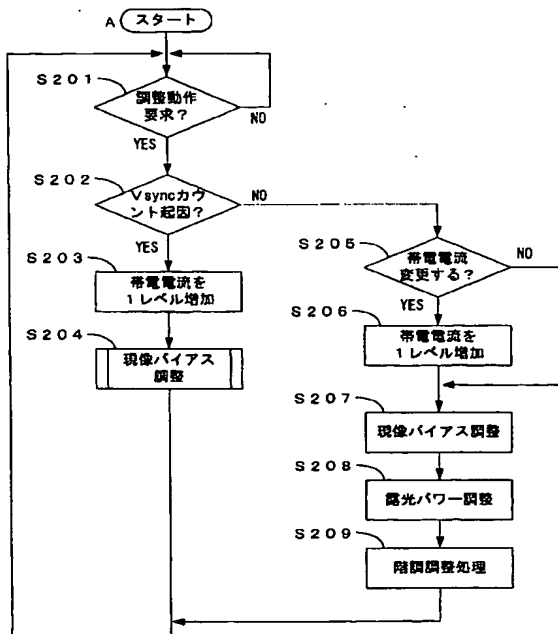 A スタート
S201
調整動作
要求？
NO
YES
S202
Vsyncカウ
ント起因？
NO
YES
S203
帯電電流を
1レベル増加
S204
現像バイアス
調整
S205
帯電電流
変更する？
NO
YES
S206
帯電電流を
1レベル増加
S207
現像バイアス調整
S208
露光パワー調整
S209
階調調整処理